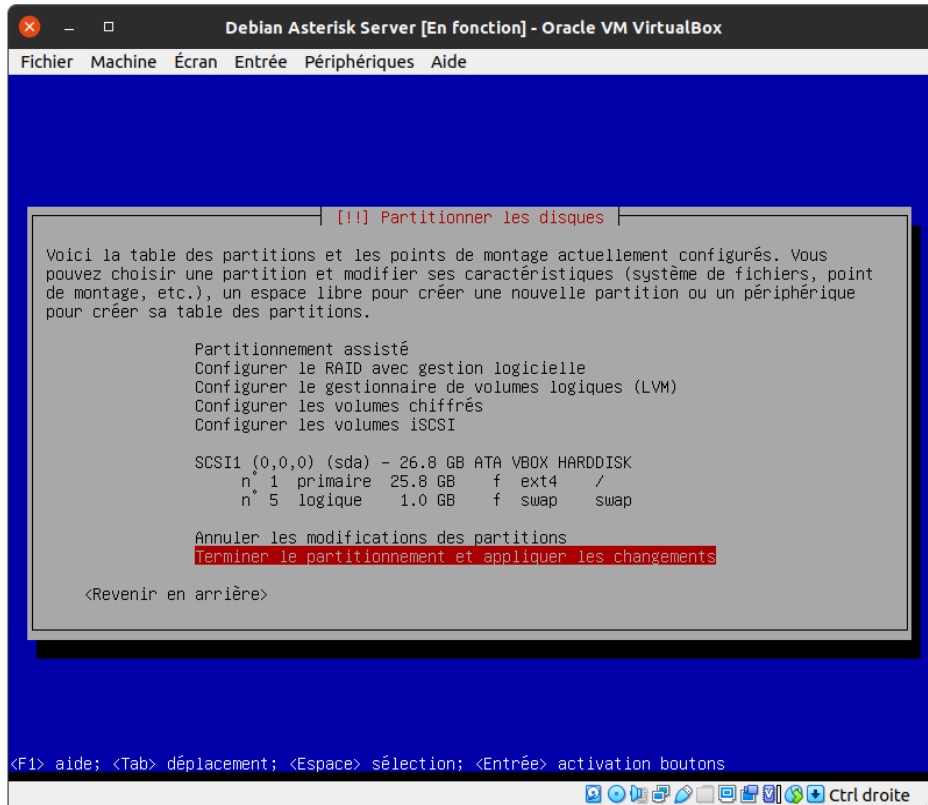 Debian Asterisk Server [En fonction] - Oracle VM VirtualBox
Fichier Machine Écran Entrée Périphériques Aide
[!!] Partitionner les disques
Voici la table des partitions et les points de montage actuellement configurés. Vous
pouvez choisir une partition et modifier ses caractéristiques (système de fichiers, point
de montage, etc.), un espace libre pour créer une nouvelle partition ou un périphérique
pour créer sa table des partitions.
Partitionnement assisté
Configurer le RAID avec gestion logicielle
Configurer le gestionnaire de volumes logiques (LVM)
Configurer les volumes chiffrés
Configurer les volumes iSCSI
SCSI1 (0,0,0) (sda) - 26.8 GB ATA VBOX HARDDISK
n° 1 primaire 25.8 GB f ext4 /
n° 5 logique 1.0 GB f swap swap
Annuler les modifications des partitions
Terminer le partitionnement et appliquer les changements
<Revenir en arrière>
<F1> aide; <Tab> déplacement; <Espace> sélection; <Entrée> activation boutons
Ctrl droite